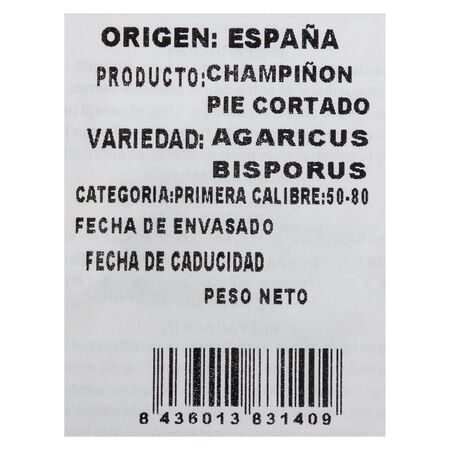 ORIGEN: ESPAÑA
PRODUCTO: CHAMPIÑON
PIE CORTADO
VARIEDAD: AGARICUS
BISPORUS
CATEGORIA:PRIMERA CALIBRE:50-80
FECHA DE ENVASADO
FECHA DE CADUCIDAD
PESO NETO
8 436013 831409